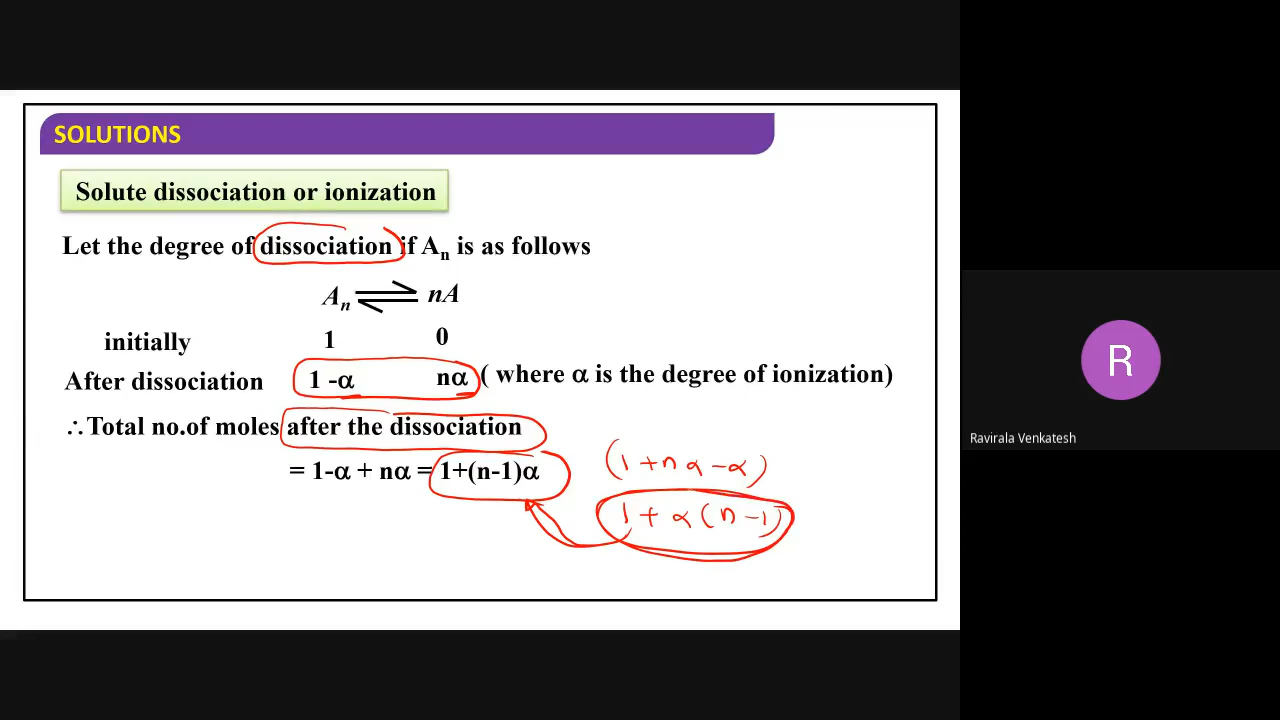 SOLUTIONS
Solute dissociation or ionization
Let the degree of dissociation if Aₙ is as follows
Aₙ ⇌ nA
initially 1 0
After dissociation 1 -α nα ( where α is the degree of ionization)
∴Total no.of moles after the dissociation
= 1-α + nα = 1+(n-1)α
(1 + n α - α)
1 + α ( n - 1)
R
Ravirala Venkatesh